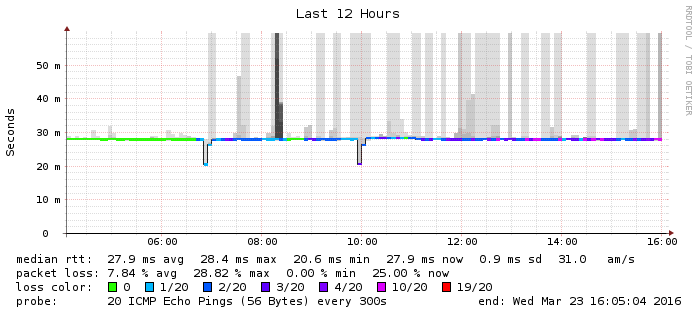 Last 12 Hours
RRDTOOL / TOBI OETIKER
Seconds
50 m
40 m
30 m
20 m
10 m
0
06:00 08:00 10:00 12:00 14:00 16:00
median rtt: 27.9 ms avg 28.4 ms max 20.6 ms min 27.9 ms now 0.9 ms sd 31.0 am/s
packet loss: 7.84 % avg 28.82 % max 0.00 % min 25.00 % now
loss color: 0 1/20 2/20 3/20 4/20 10/20 19/20
probe: 20 ICMP Echo Pings (56 Bytes) every 300s end: Wed Mar 23 16:05:04 2016